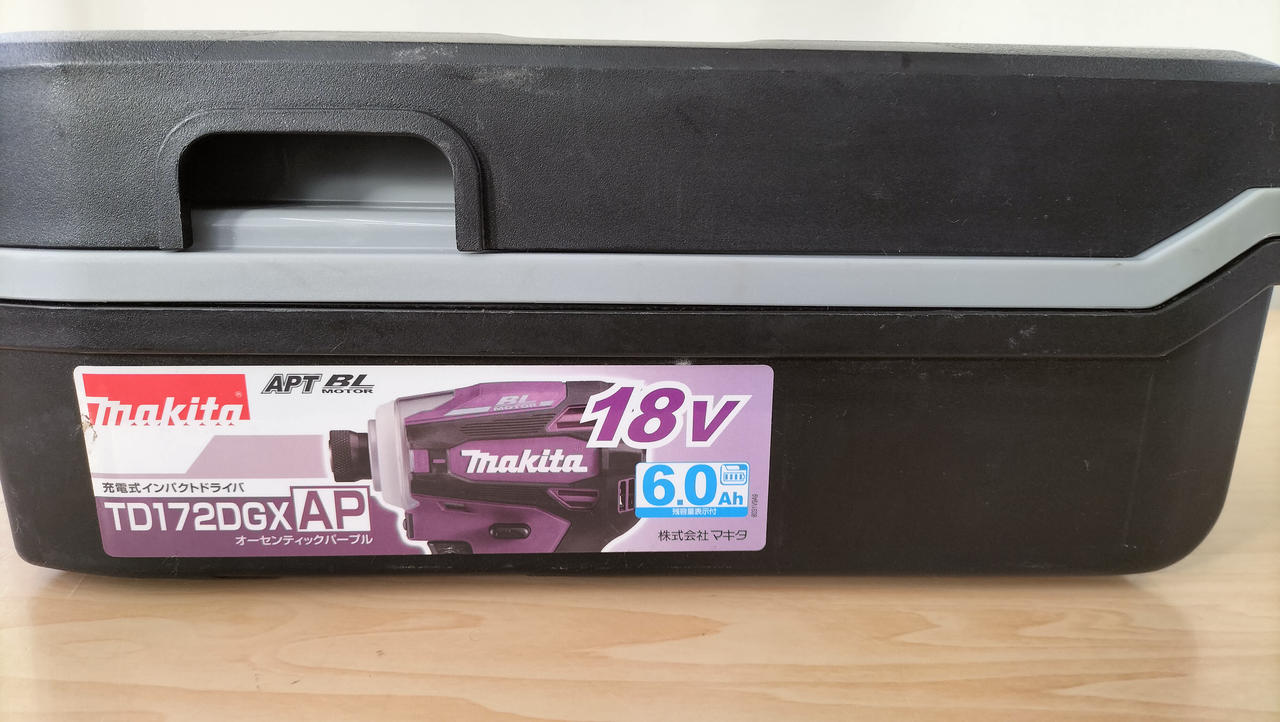 makita
APT BL
MOTOR
BL
MOTOR
18V
makita
充電式インパクトドライバ
TD172DGX AP
オーセンティックパープル
6.0Ah
残容量表示付
株式会社マキタ